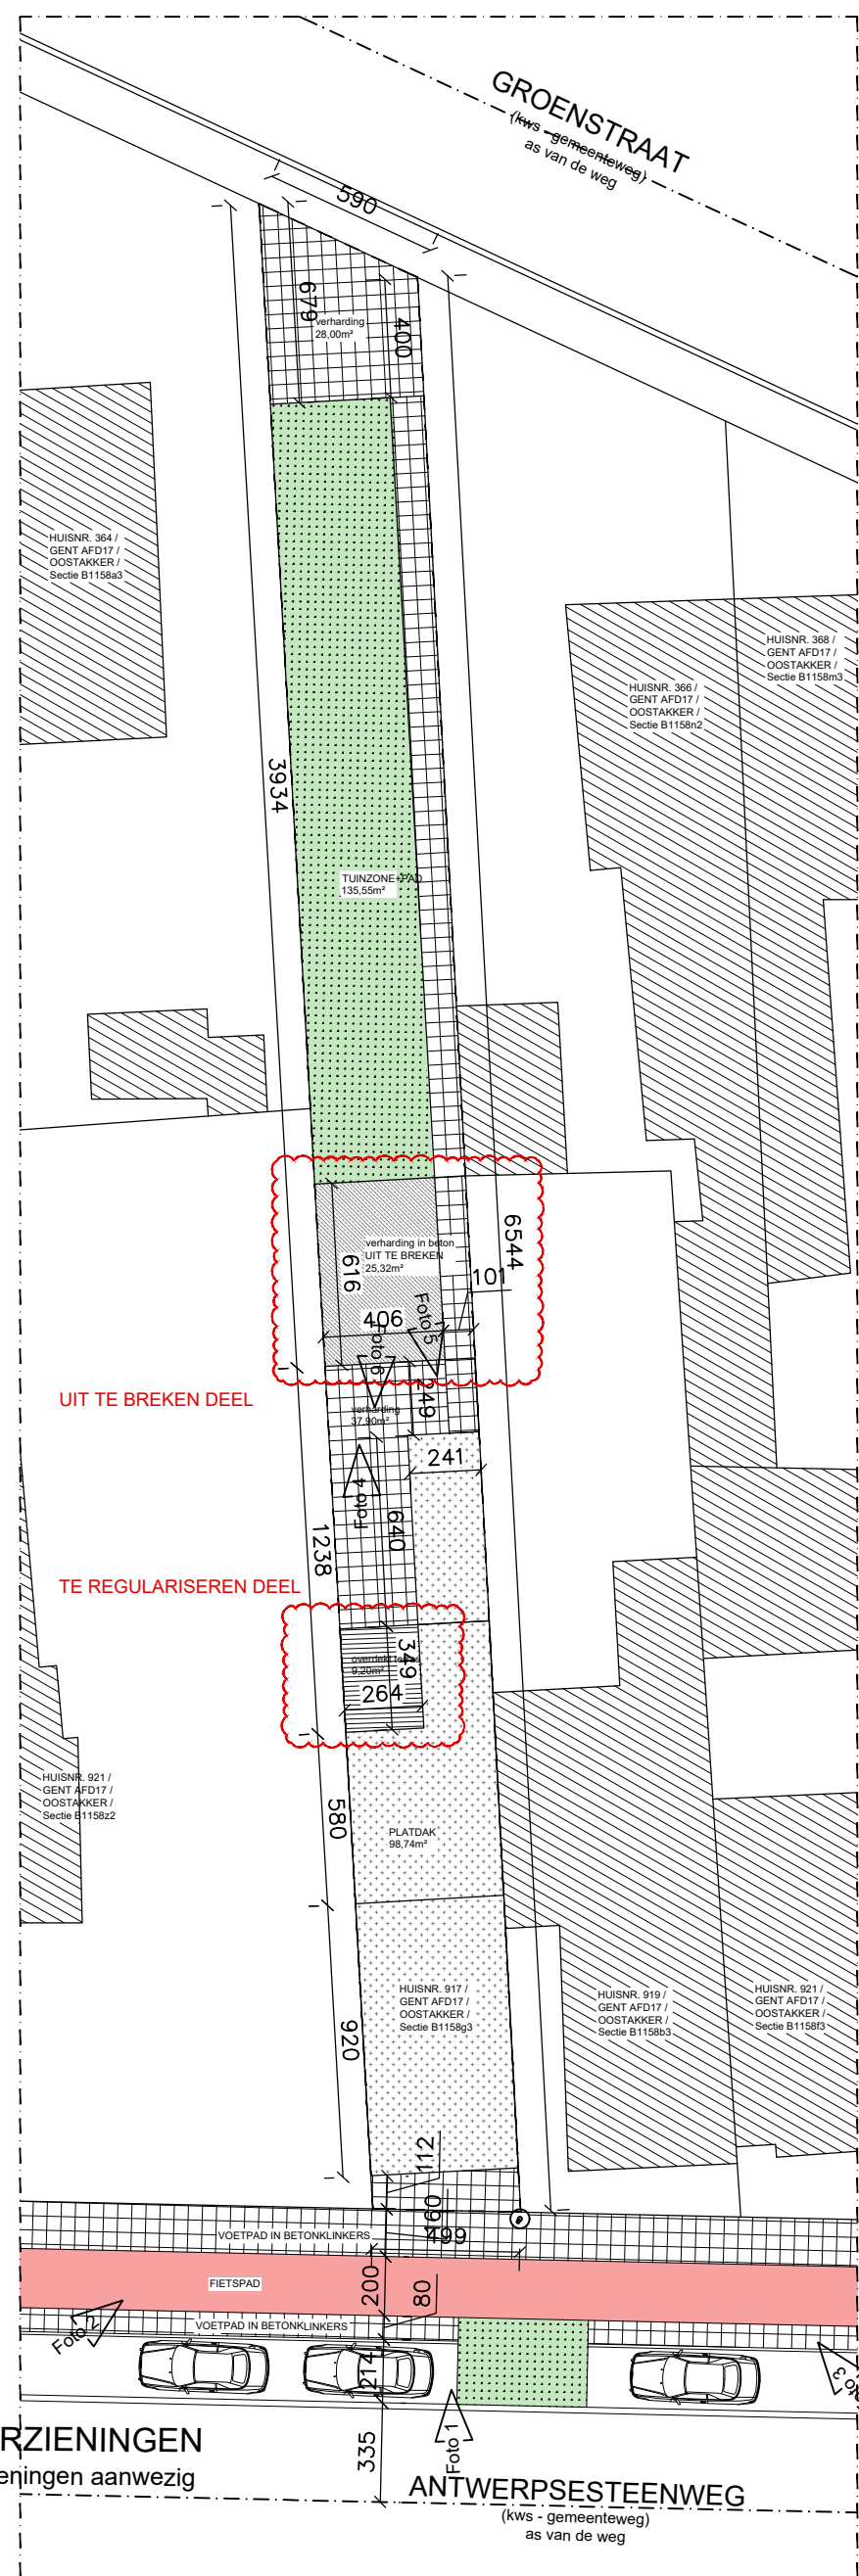 GROENSTRAAT
(kws - gemeenteweg)
as van de weg
590
679
verharding
28,00m²
400
HUISNR. 364 /
GENT AFD17 /
OOSTAKKER /
Sectie B1158a3
HUISNR. 368 /
GENT AFD17 /
OOSTAKKER /
Sectie B1158m3
HUISNR. 366 /
GENT AFD17 /
OOSTAKKER /
Sectie B1158n2
3934
TUINZONE+PAD
135,55m²
6544
verharding in beton
UIT TE BREKEN
25,32m²
616
101
406
Foto 5
Foto 6
UIT TE BREKEN DEEL
249
verharding
37,90m²
241
Foto 4
640
1238
TE REGULARISEREN DEEL
349
overdekt terras
9,20m²
264
HUISNR. 921 /
GENT AFD17 /
OOSTAKKER /
Sectie B1158z2
580
PLATDAK
98,74m²
HUISNR. 917 /
GENT AFD17 /
OOSTAKKER /
Sectie B1158g3
HUISNR. 919 /
GENT AFD17 /
OOSTAKKER /
Sectie B1158b3
HUISNR. 921 /
GENT AFD17 /
OOSTAKKER /
Sectie B1158f3
920
112
160
499
VOETPAD IN BETONKLINKERS
FIETSPAD
200
80
VOETPAD IN BETONKLINKERS
Foto 2
214
oto 3
335
Foto 1
RZIENINGEN
eningen aanwezig
ANTWERPSESTEENWEG
(kws - gemeenteweg)
as van de weg